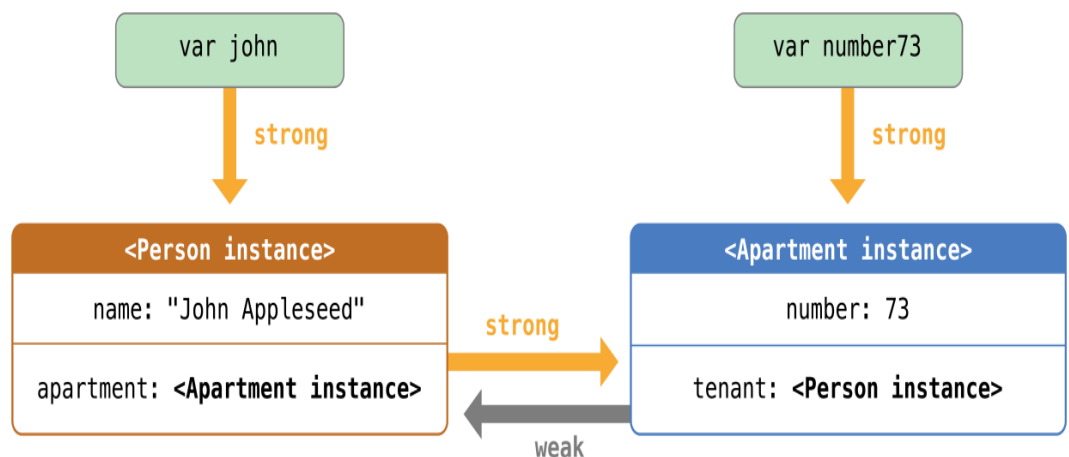 var john
var number73
strong
strong
<Person instance>
<Apartment instance>
name: "John Appleseed"
number: 73
strong
apartment: <Apartment instance>
tenant: <Person instance>
weak